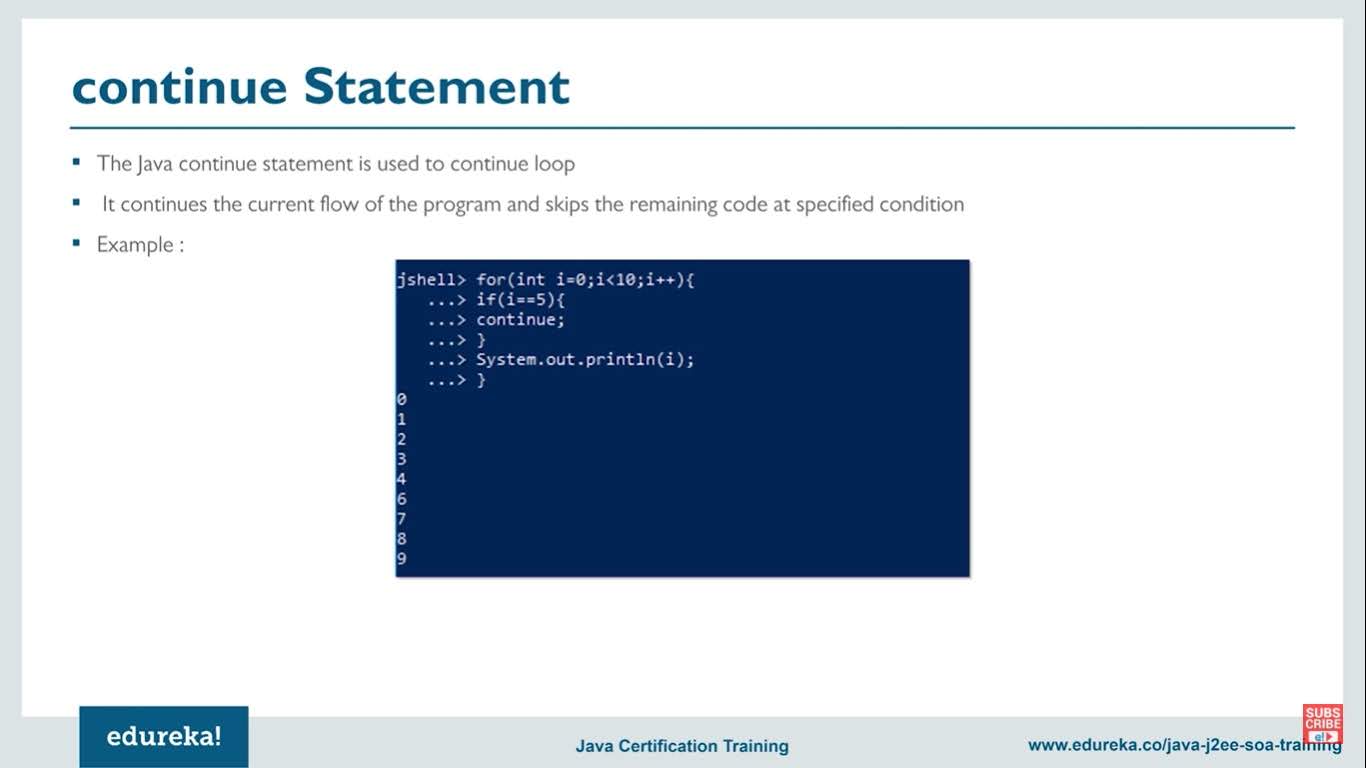 continue Statement
The Java continue statement is used to continue loop
It continues the current flow of the program and skips the remaining code at specified condition
Example :
jshell> for(int i=0;i<10;i++){
...> if(i==5){
...> continue;
...> }
...> System.out.println(i);
...> }
0
1
2
3
4
6
7
8
9
edureka!
Java Certification Training
www.edureka.co/java-j2ee-soa-training
SUBS
CRIBE
e!